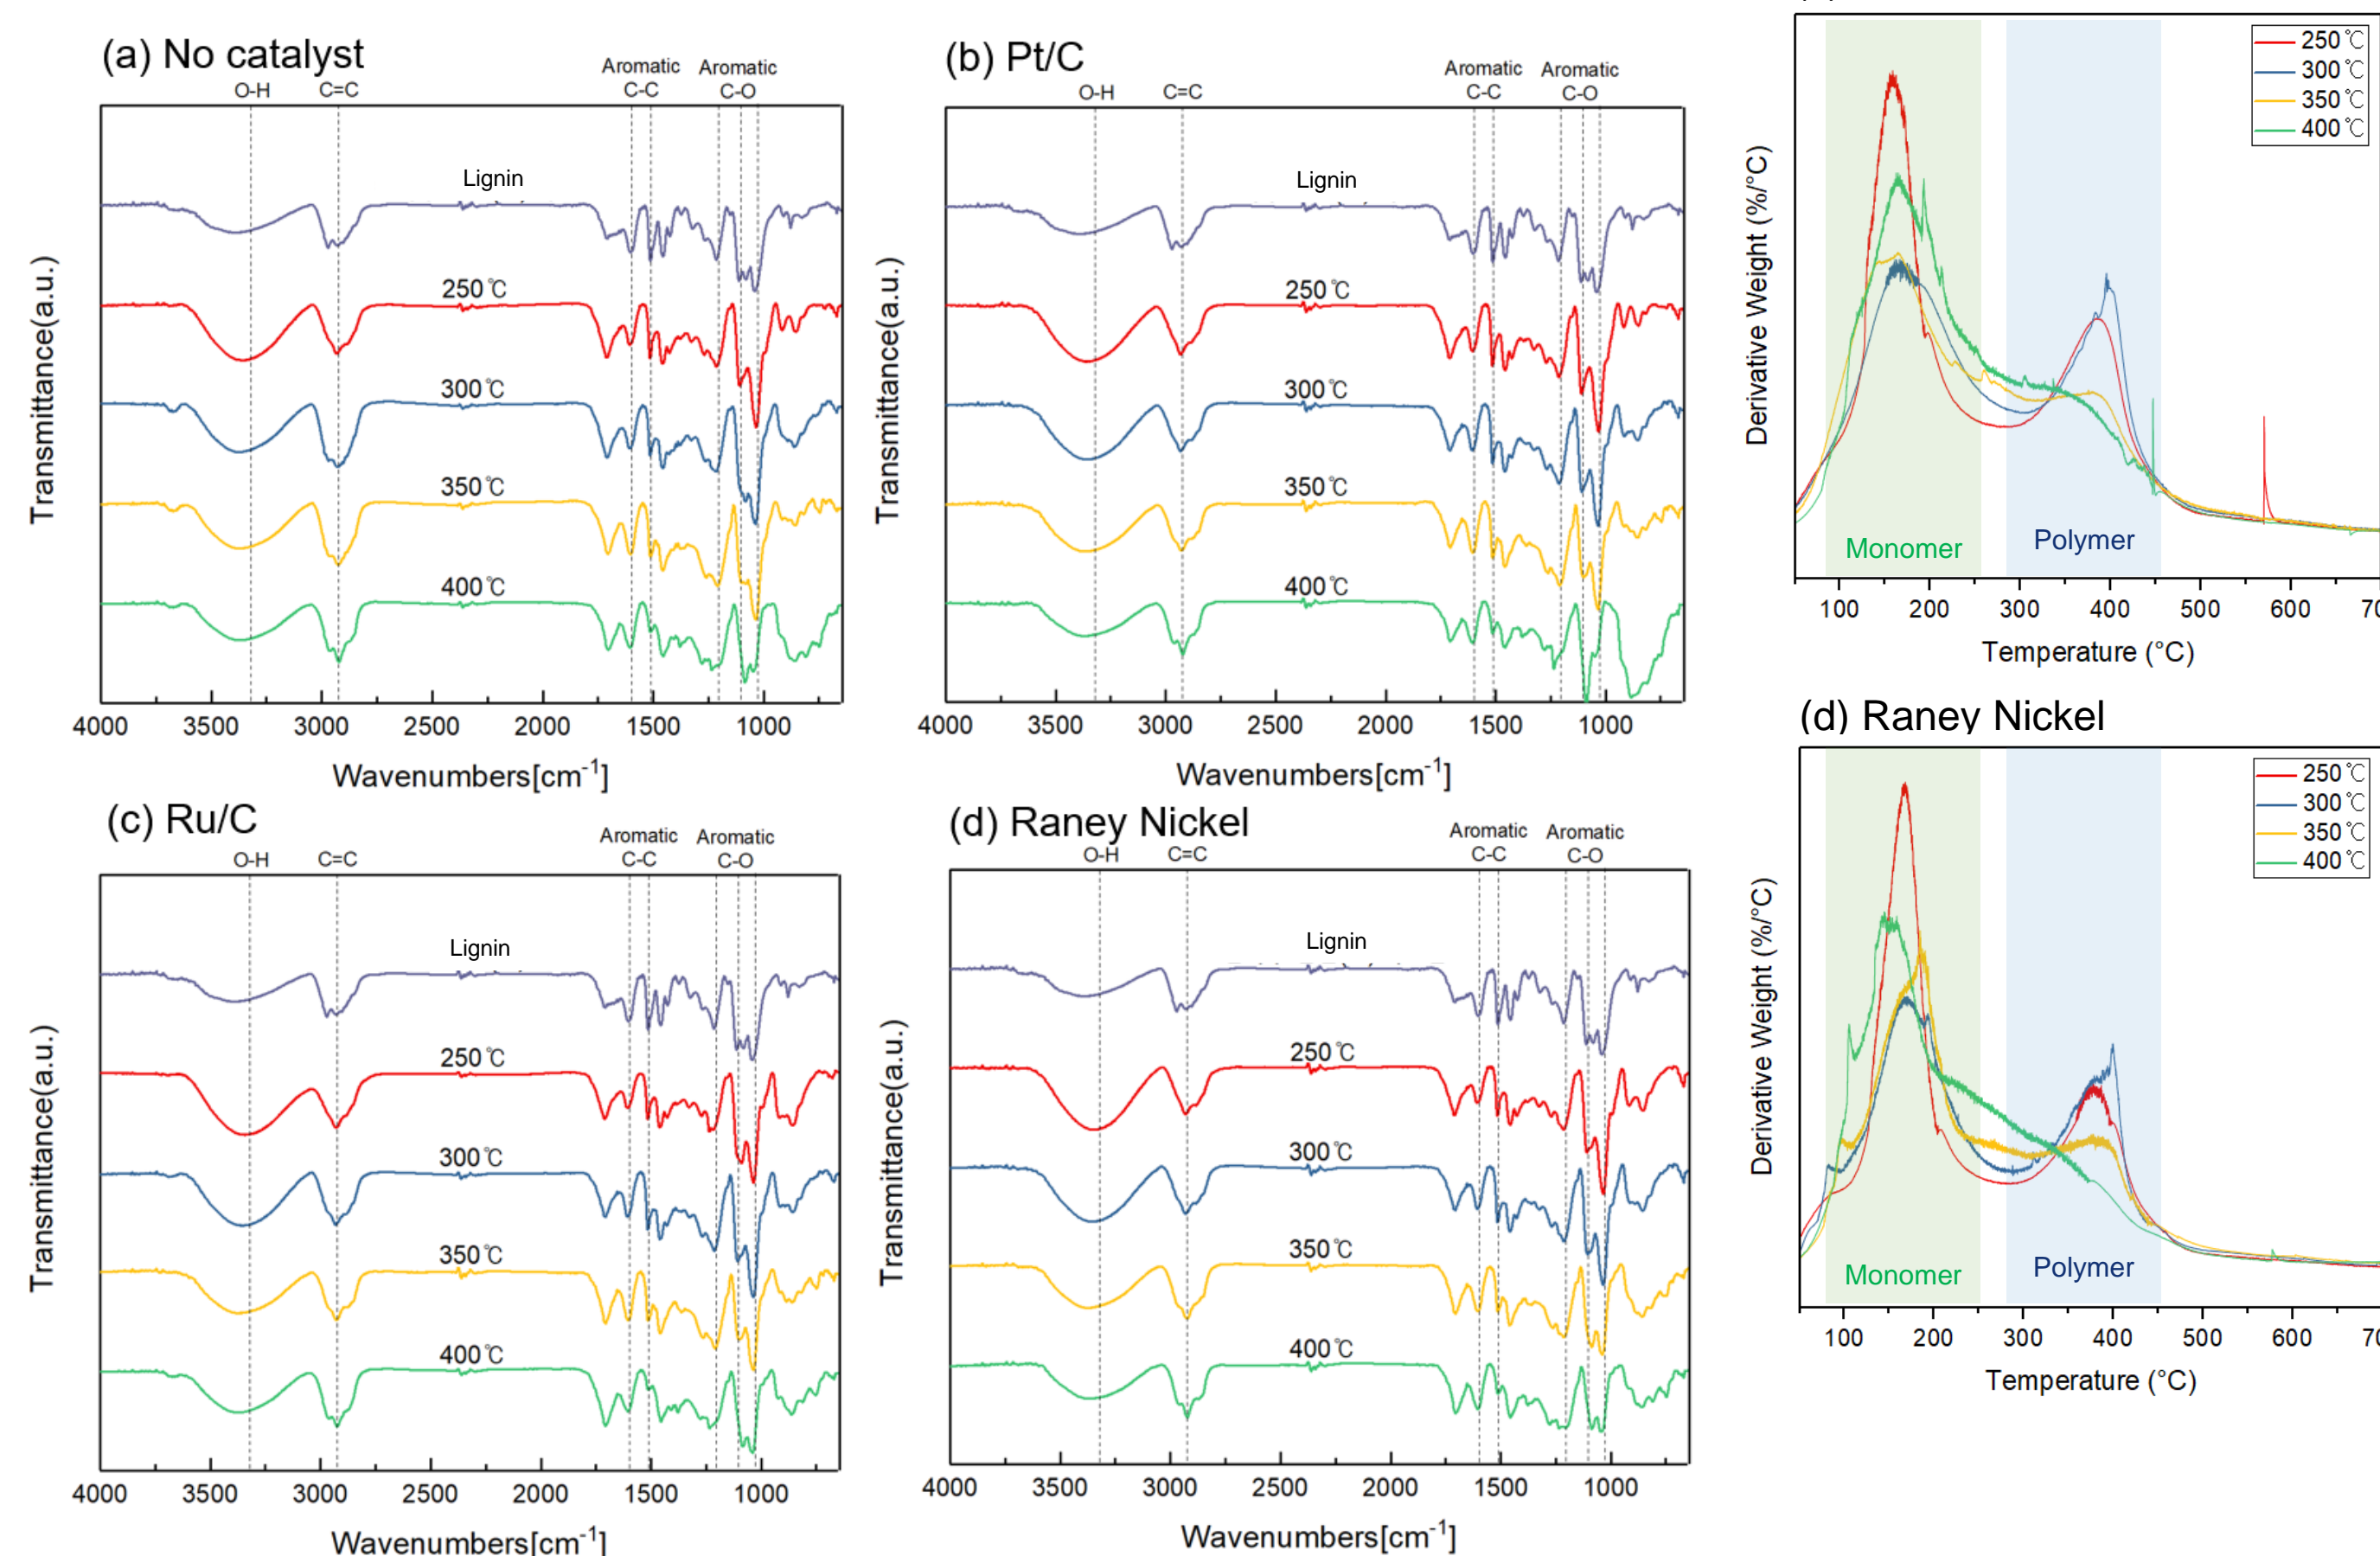 (a) No catalyst
O-H
C=C
Aromatic
C-C
Aromatic
C-O
Lignin
250℃
300℃
350℃
400℃
Transmittance(a.u.)
4000 3500 3000 2500 2000 1500 1000
Wavenumbers[cm-1]
(b) Pt/C
O-H
C=C
Aromatic
C-C
Aromatic
C-O
Lignin
250℃
300℃
350℃
400℃
Transmittance(a.u.)
4000 3500 3000 2500 2000 1500 1000
Wavenumbers[cm-1]
250℃
300℃
350℃
400℃
Derivative Weight (%/°C)
Monomer
Polymer
100 200 300 400 500 600
Temperature (°C)
(c) Ru/C
O-H
C=C
Aromatic
C-C
Aromatic
C-O
Lignin
250℃
300℃
350℃
400℃
Transmittance(a.u.)
4000 3500 3000 2500 2000 1500 1000
Wavenumbers[cm-1]
(d) Raney Nickel
O-H
C=C
Aromatic
C-C
Aromatic
C-O
Lignin
250℃
300℃
350℃
400℃
Transmittance(a.u.)
4000 3500 3000 2500 2000 1500 1000
Wavenumbers[cm-1]
(d) Raney Nickel
250℃
300℃
350℃
400℃
Derivative Weight (%/°C)
Monomer
Polymer
100 200 300 400 500 600
Temperature (°C)